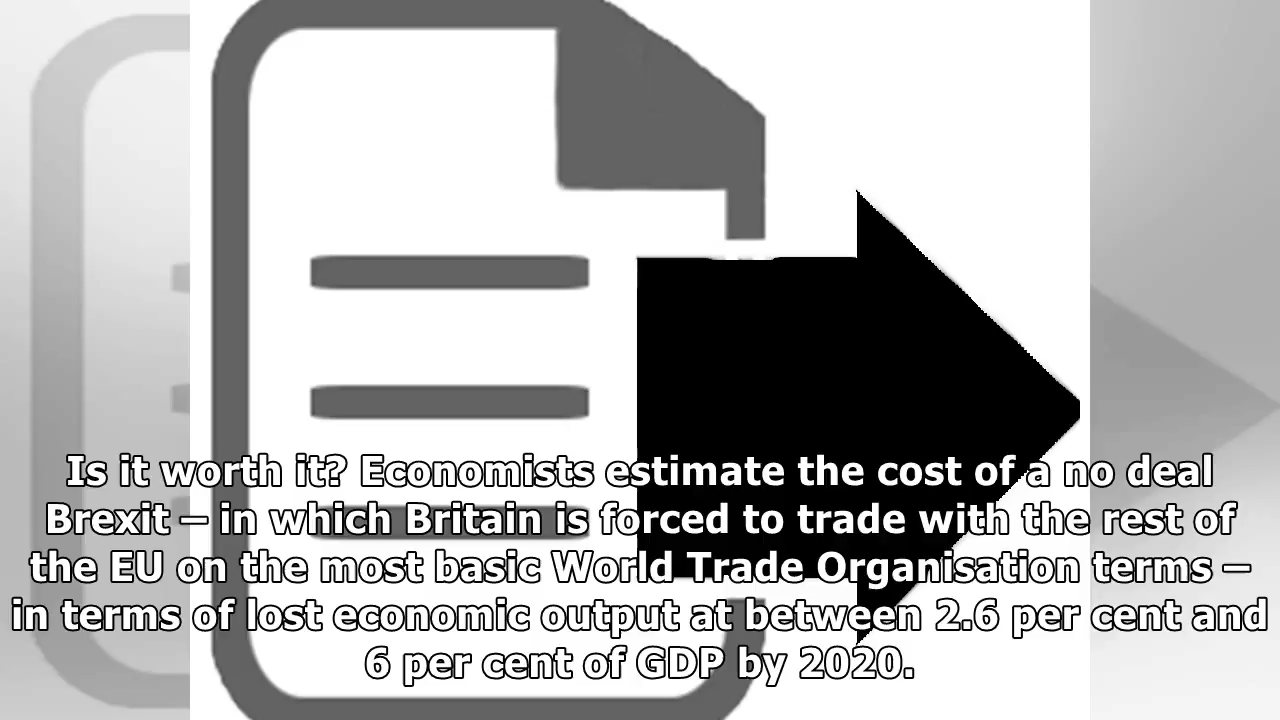 Is it worth it? Economists estimate the cost of a no deal
Brexit – in which Britain is forced to trade with the rest of
the EU on the most basic World Trade Organisation terms –
in terms of lost economic output at between 2.6 per cent and
6 per cent of GDP by 2020.